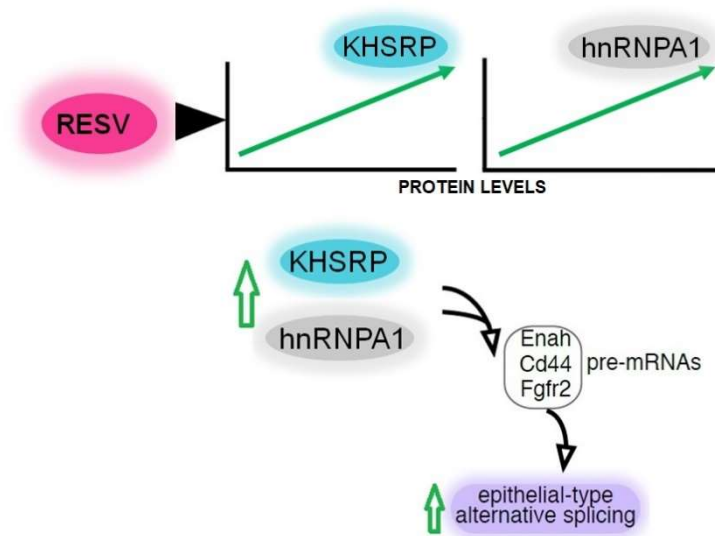 KHSRP
hnRNPA1
RESV
PROTEIN LEVELS
KHSRP
hnRNPA1
Enah
Cd44
Fgfr2
pre-mRNAs
epithelial-type
alternative splicing